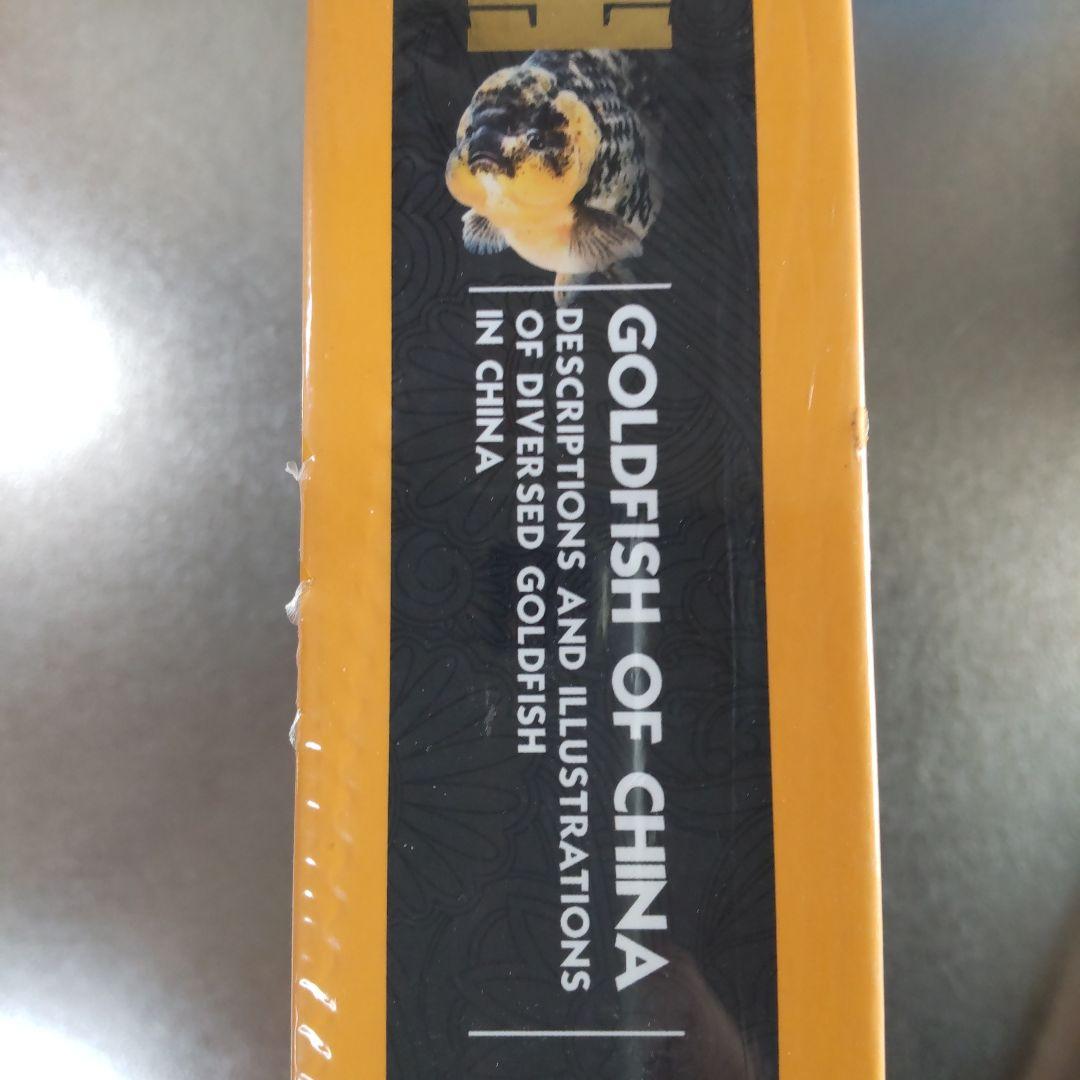 GOLDFISH OF CHINA
DESCRIPTIONS AND ILLUSTRATIONS
OF DIVERSED GOLDFISH
IN CHINA